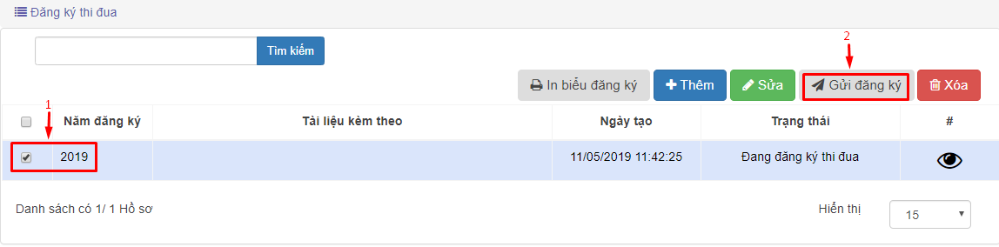 Đăng ký thi đua
2
Tìm kiếm
In biểu đăng ký Thêm Sửa Gửi đăng ký Xóa
1
Năm đăng ký Tài liệu kèm theo Ngày tạo Trạng thái #
2019 11/05/2019 11:42:25 Đang đăng ký thi đua
Danh sách có 1/ 1 Hồ sơ Hiển thị 15